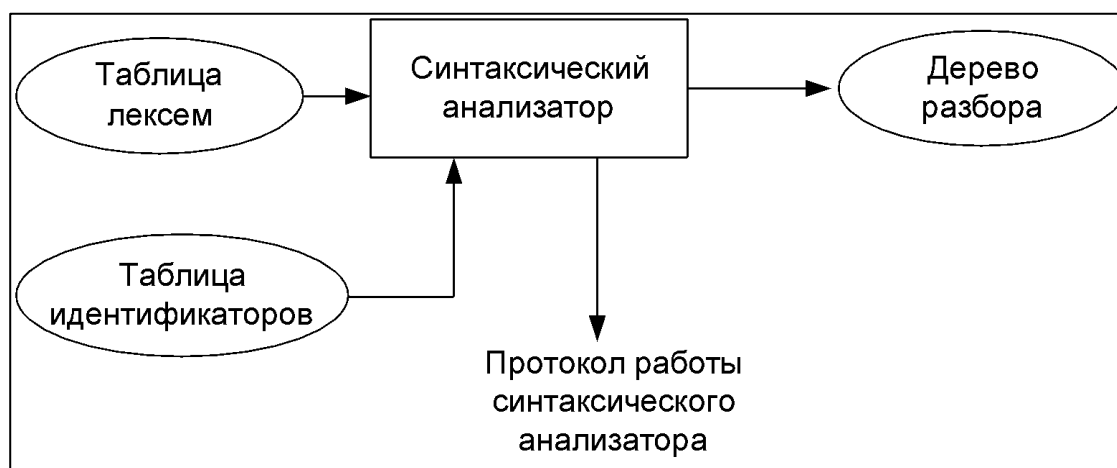 Таблица
лексем
Синтаксический
анализатор
Дерево
разбора
Таблица
идентификаторов
Протокол работы
синтаксического
анализатора